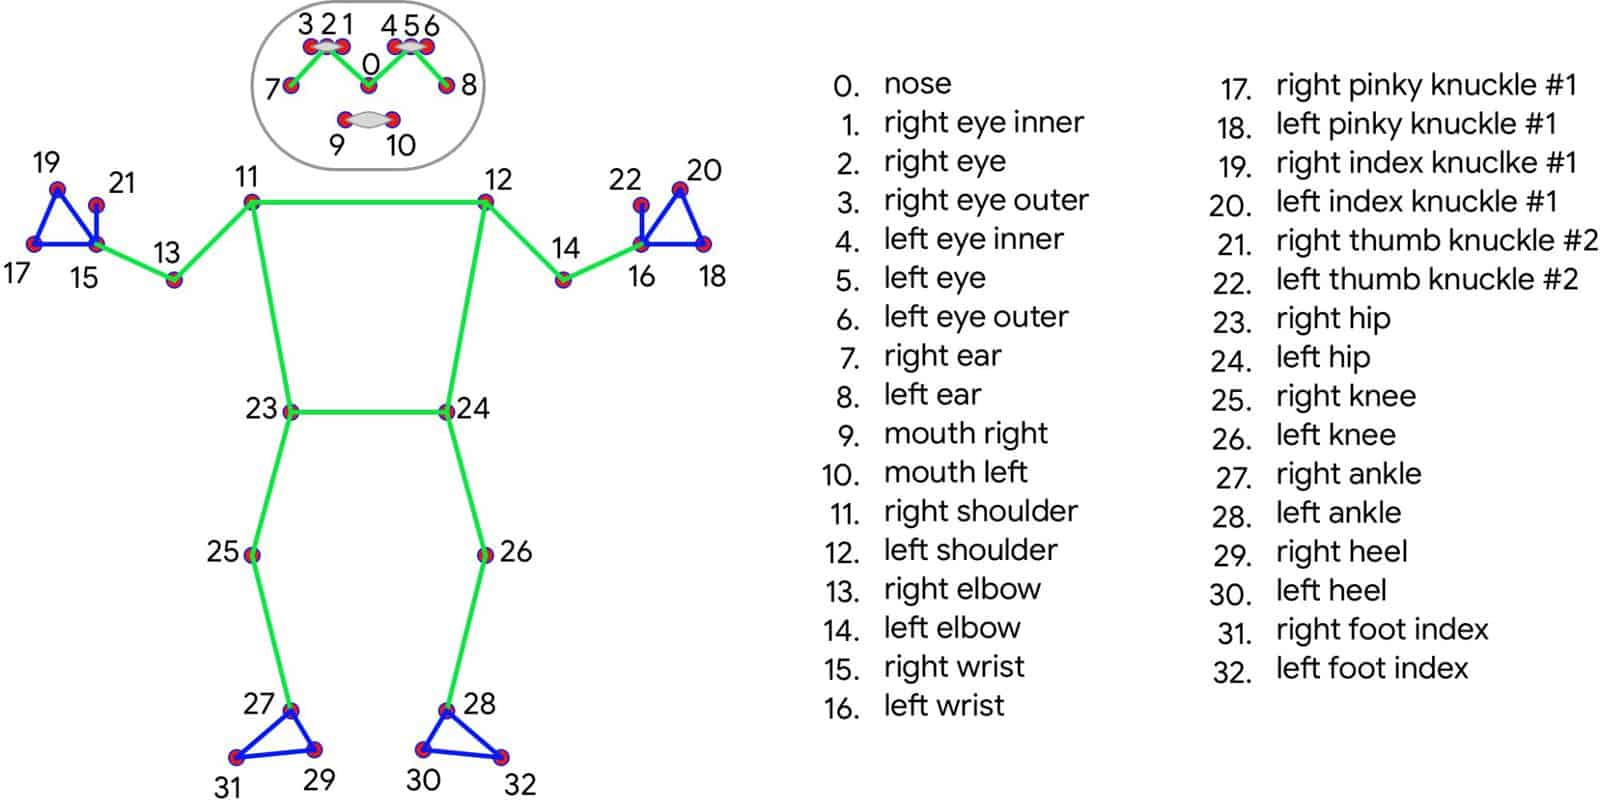 3 2 1 4 5 6
0
7 8
9 10
19 21 11 12 22 20
17 15 13 14 16 18
23 24
25 26
27 28
31 29 30 32
0. nose
1. right eye inner
2. right eye
3. right eye outer
4. left eye inner
5. left eye
6. left eye outer
7. right ear
8. left ear
9. mouth right
10. mouth left
11. right shoulder
12. left shoulder
13. right elbow
14. left elbow
15. right wrist
16. left wrist
17. right pinky knuckle #1
18. left pinky knuckle #1
19. right index knuclke #1
20. left index knuckle #1
21. right thumb knuckle #2
22. left thumb knuckle #2
23. right hip
24. left hip
25. right knee
26. left knee
27. right ankle
28. left ankle
29. right heel
30. left heel
31. right foot index
32. left foot index